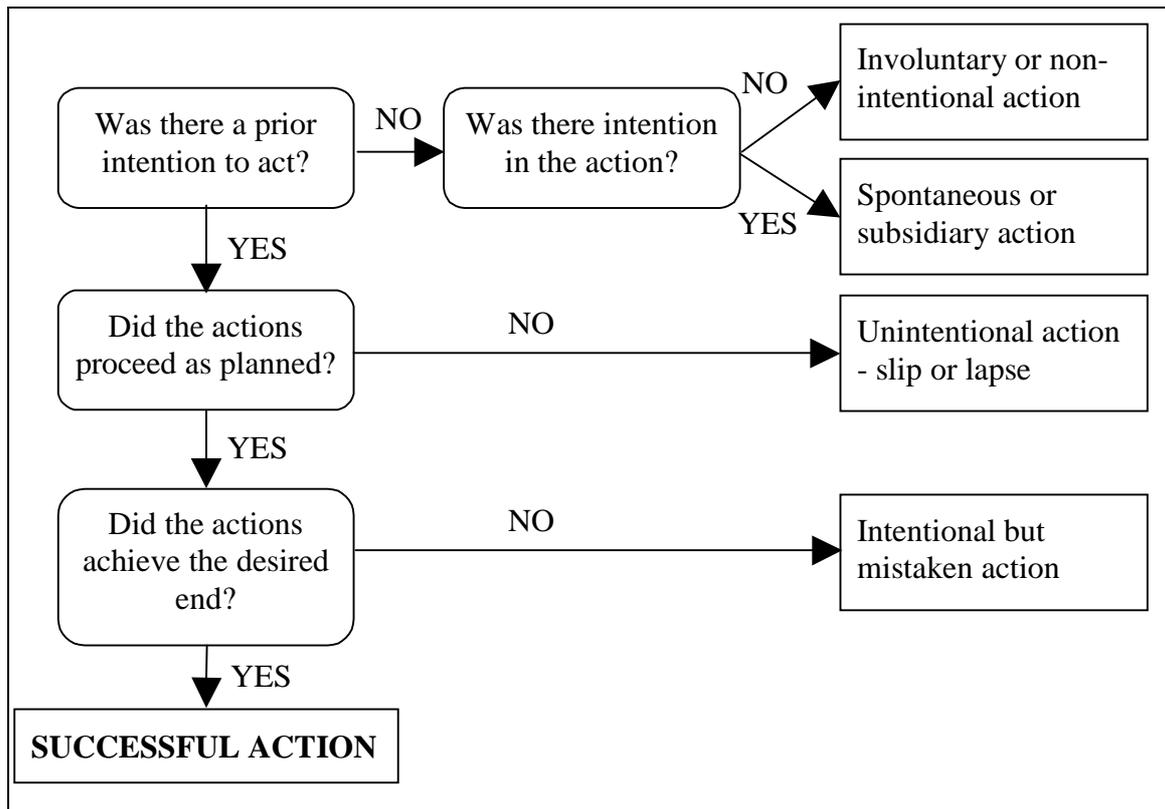 Was there a prior
intention to act?
NO
Was there intention
in the action?
NO
Involuntary or non-
intentional action
YES
Spontaneous or
subsidiary action
YES
Did the actions
proceed as planned?
NO
Unintentional action
- slip or lapse
YES
Did the actions
achieve the desired
end?
NO
Intentional but
mistaken action
YES
SUCCESSFUL ACTION